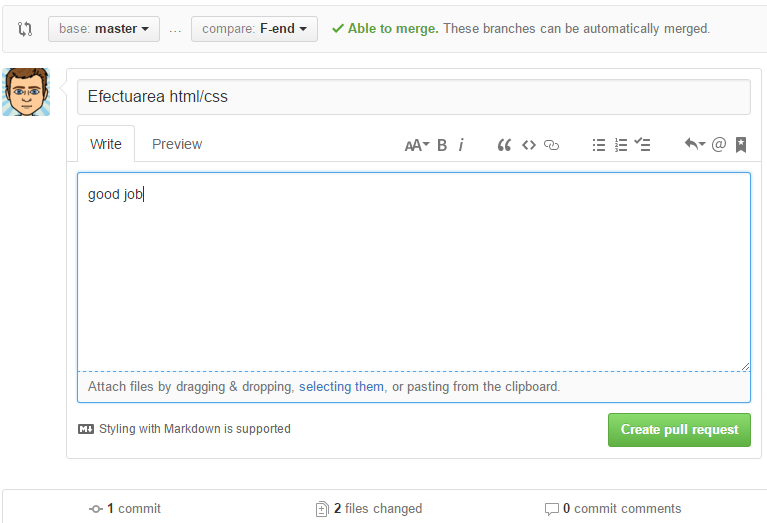 base: master ... compare: F-end Able to merge. These branches can be automatically merged.
Efectuarea html/css
Write Preview AA B i @
good job
Attach files by dragging & dropping, selecting them, or pasting from the clipboard.
M Styling with Markdown is supported Create pull request
1 commit 2 files changed 0 commit comments